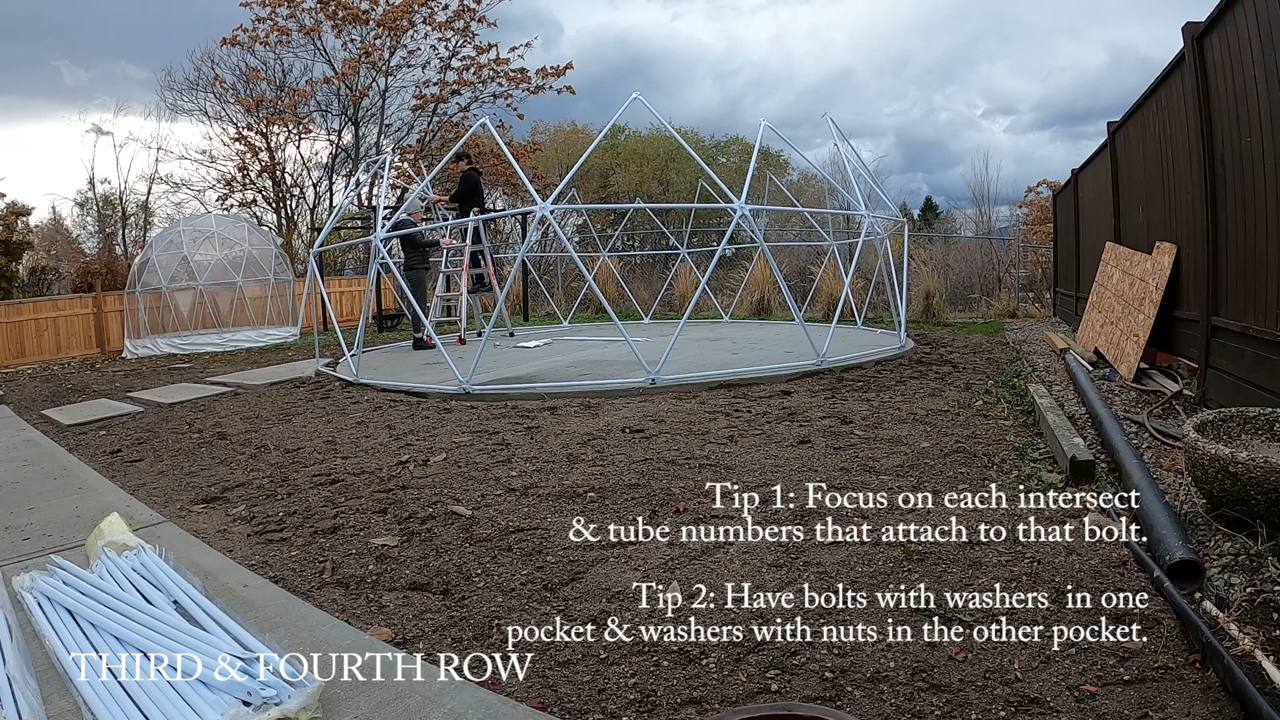 Tip 1: Focus on each intersect
& tube numbers that attach to that bolt.
Tip 2: Have bolts with washers in one
pocket & washers with nuts in the other pocket.
THIRD & FOURTH ROW